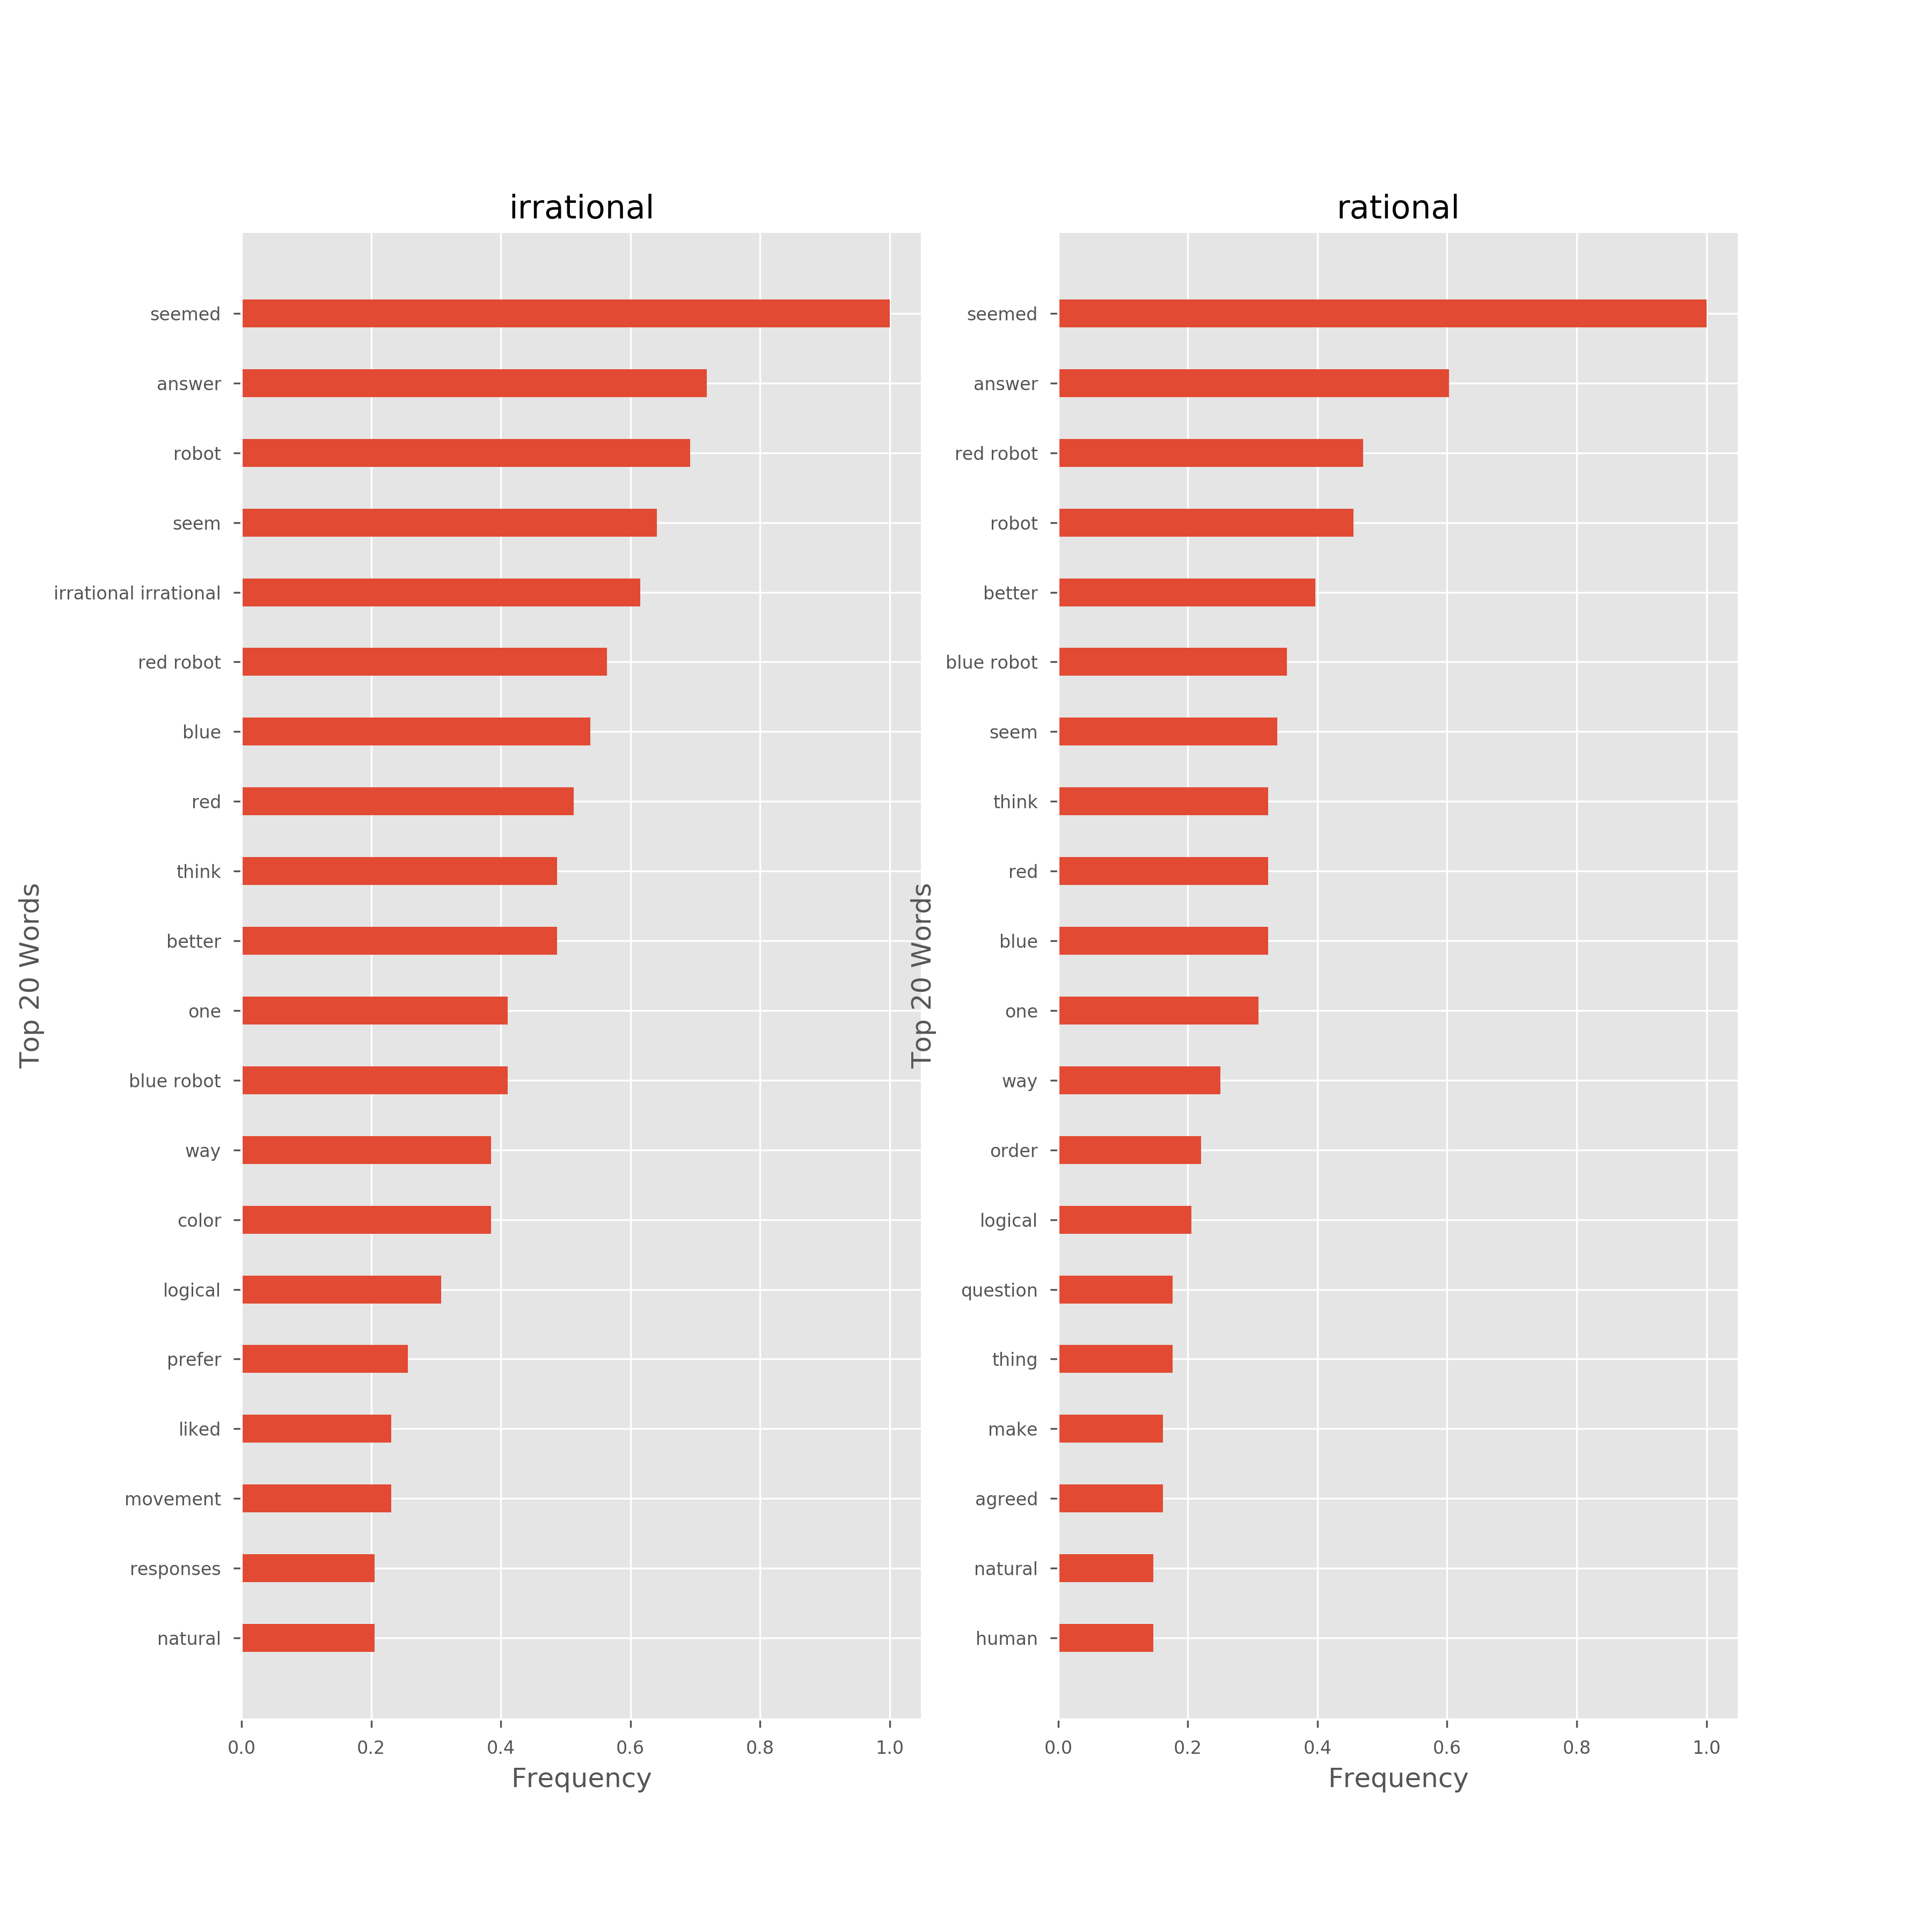 irrational
seemed
answer
robot
seem
irrational irrational
red robot
blue
red
think
better
one
blue robot
way
color
logical
prefer
liked
movement
responses
natural
Top 20 Words
0.0 0.2 0.4 0.6 0.8 1.0
Frequency
rational
seemed
answer
red robot
robot
better
blue robot
seem
think
red
blue
one
way
order
logical
question
thing
make
agreed
natural
human
Top 20 Words
0.0 0.2 0.4 0.6 0.8 1.0
Frequency